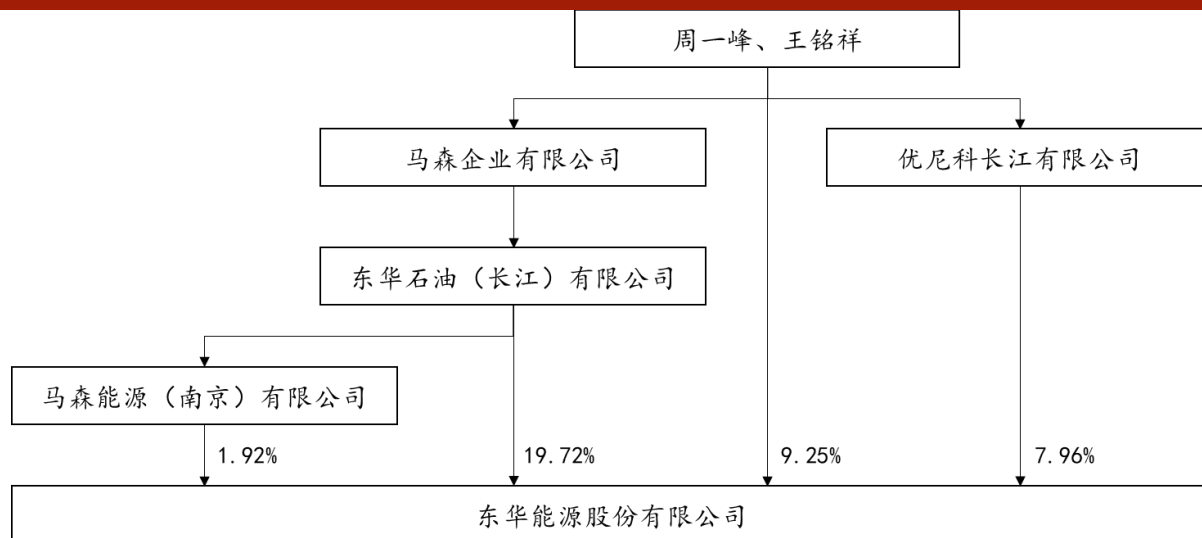 周一峰、王铭祥
马森企业有限公司
优尼科长江有限公司
东华石油（长江）有限公司
马森能源（南京）有限公司
1.92%
19.72%
9.25%
7.96%
东华能源股份有限公司